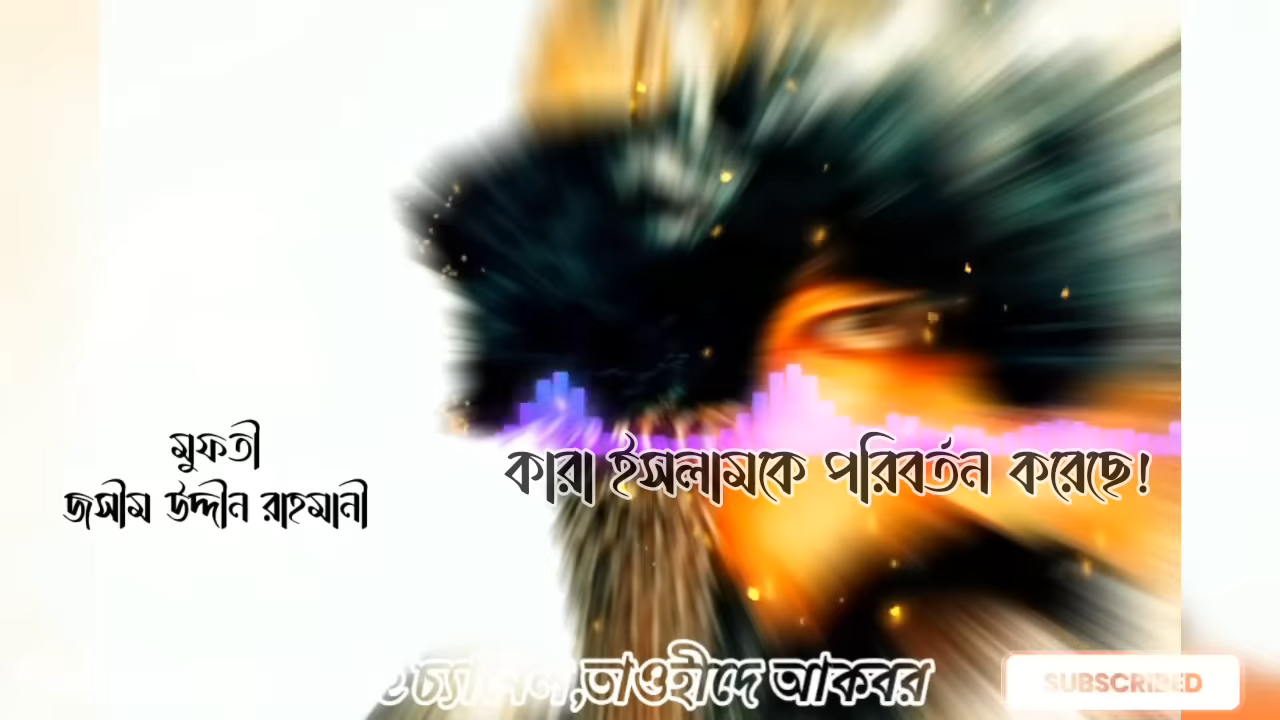 মুফতী
জসীম উদ্দীন রাহমানী
কারা ইসলামকে পরিবর্তন করেছে!
,তাওহীদে আকবর
SUBSCRIBED